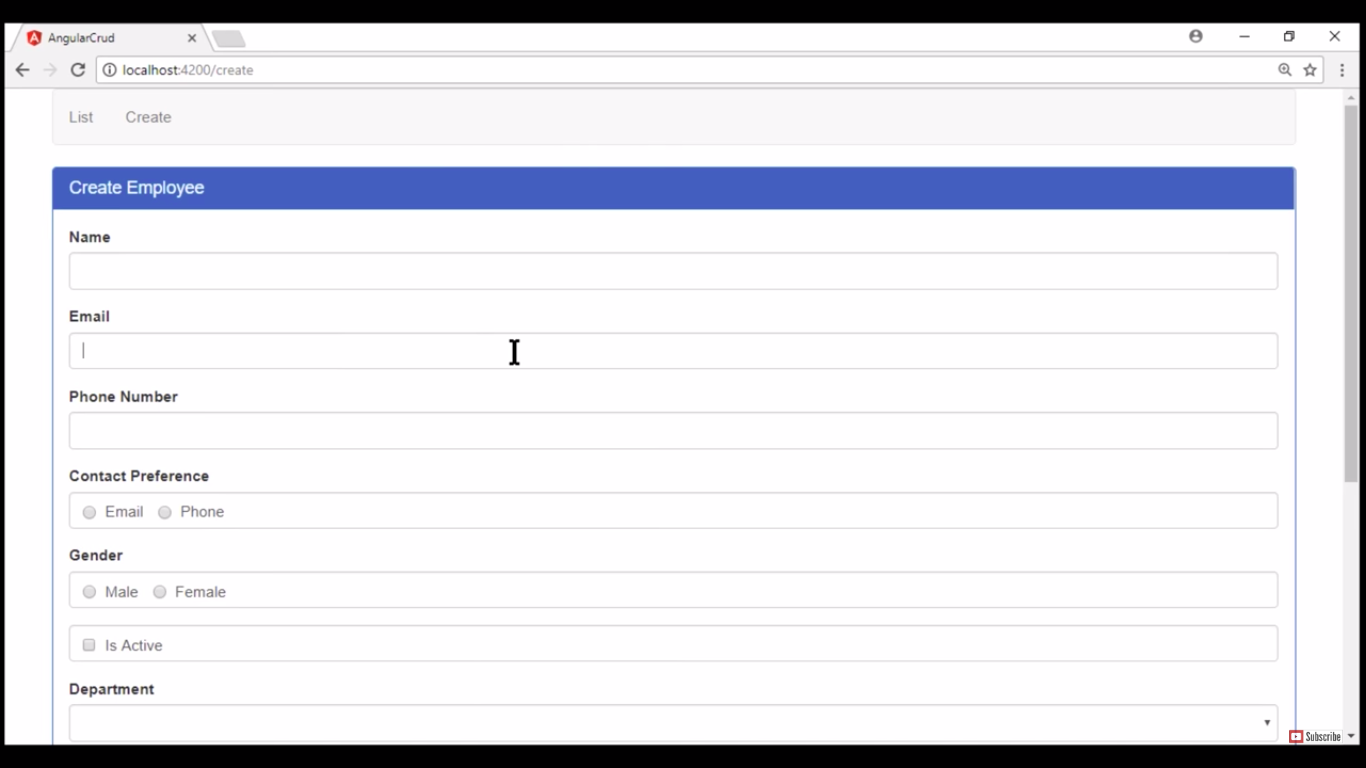 AngularCrud
localhost:4200/create
List Create
Create Employee
Name
Email
Phone Number
Contact Preference
Email Phone
Gender
Male Female
Is Active
Department
Subscribe